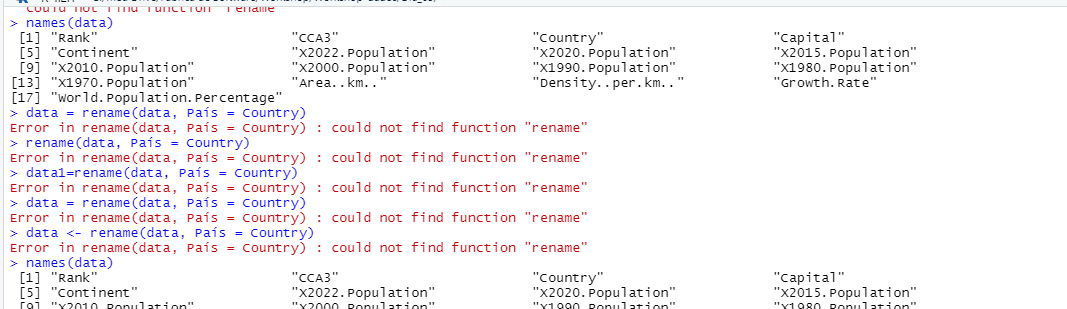 could not find function "rename"
> names(data)
[1] "Rank" "CCA3" "Country" "Capital"
[5] "Continent" "X2022.Population" "X2020.Population" "X2015.Population"
[9] "X2010.Population" "X2000.Population" "X1990.Population" "X1980.Population"
[13] "X1970.Population" "Area..km.." "Density..per.km.." "Growth.Rate"
[17] "World.Population.Percentage"
> data = rename(data, País = Country)
Error in rename(data, País = Country) : could not find function "rename"
> rename(data, País = Country)
Error in rename(data, País = Country) : could not find function "rename"
> data1=rename(data, País = Country)
Error in rename(data, País = Country) : could not find function "rename"
> data = rename(data, País = Country)
Error in rename(data, País = Country) : could not find function "rename"
> data <- rename(data, País = Country)
Error in rename(data, País = Country) : could not find function "rename"
> names(data)
[1] "Rank" "CCA3" "Country" "Capital"
[5] "Continent" "X2022.Population" "X2020.Population" "X2015.Population"
[9] "X2010.Population" "X2000.Population" "X1990.Population" "X1980.Population"